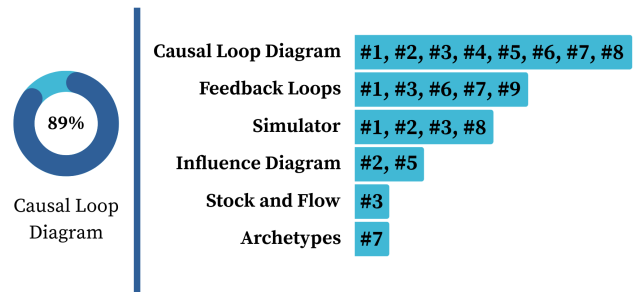 89%
Causal Loop
Diagram
Causal Loop Diagram #1, #2, #3, #4, #5, #6, #7, #8
Feedback Loops #1, #3, #6, #7, #9
Simulator #1, #2, #3, #8
Influence Diagram #2, #5
Stock and Flow #3
Archetypes #7